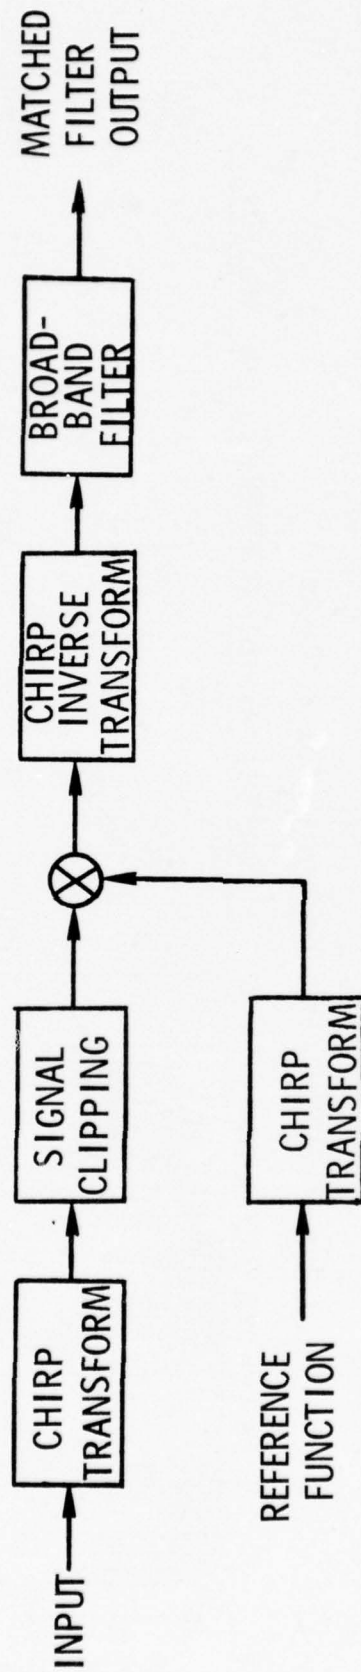 INPUT
CHIRP
TRANSFORM
SIGNAL
CLIPPING
CHIRP
INVERSE
TRANSFORM
BROAD-
BAND
FILTER
MATCHED
FILTER
OUTPUT
REFERENCE
FUNCTION
CHIRP
TRANSFORM